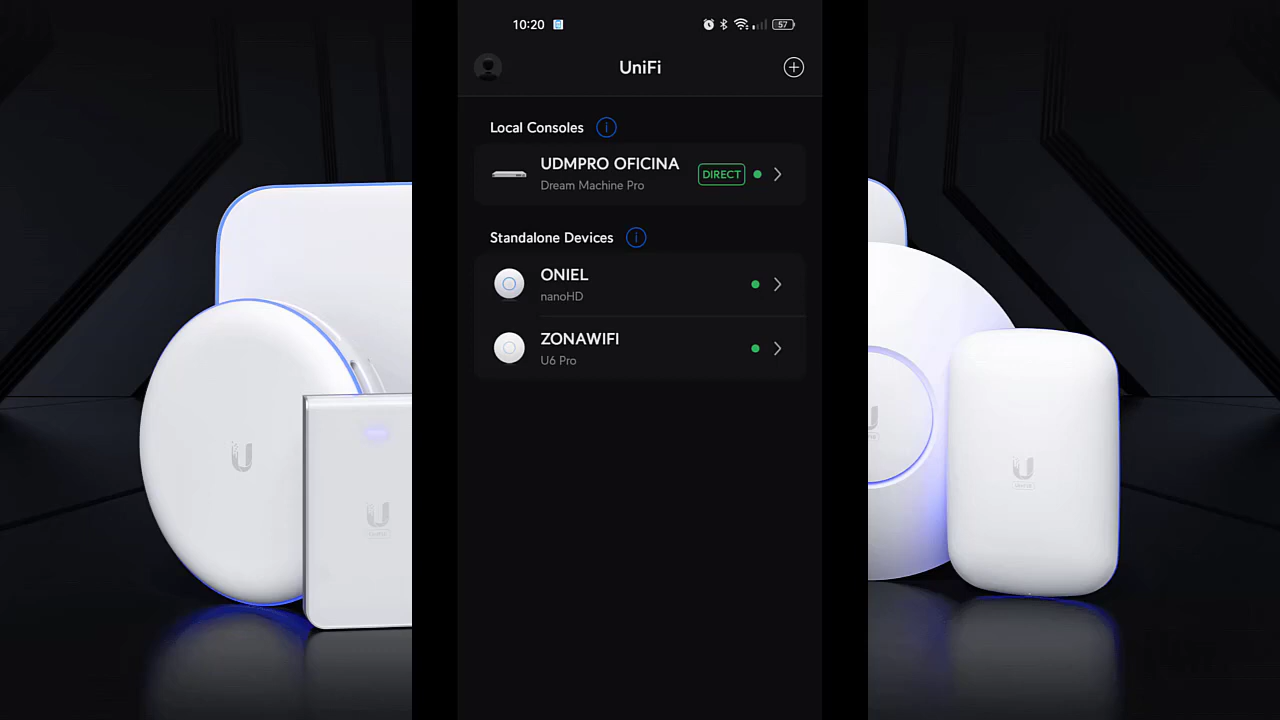 10:20
57
UniFi
Local Consoles
UDMPRO OFICINA
Dream Machine Pro
DIRECT
Standalone Devices
ONIEL
nanoHD
ZONAWIFI
U6 Pro